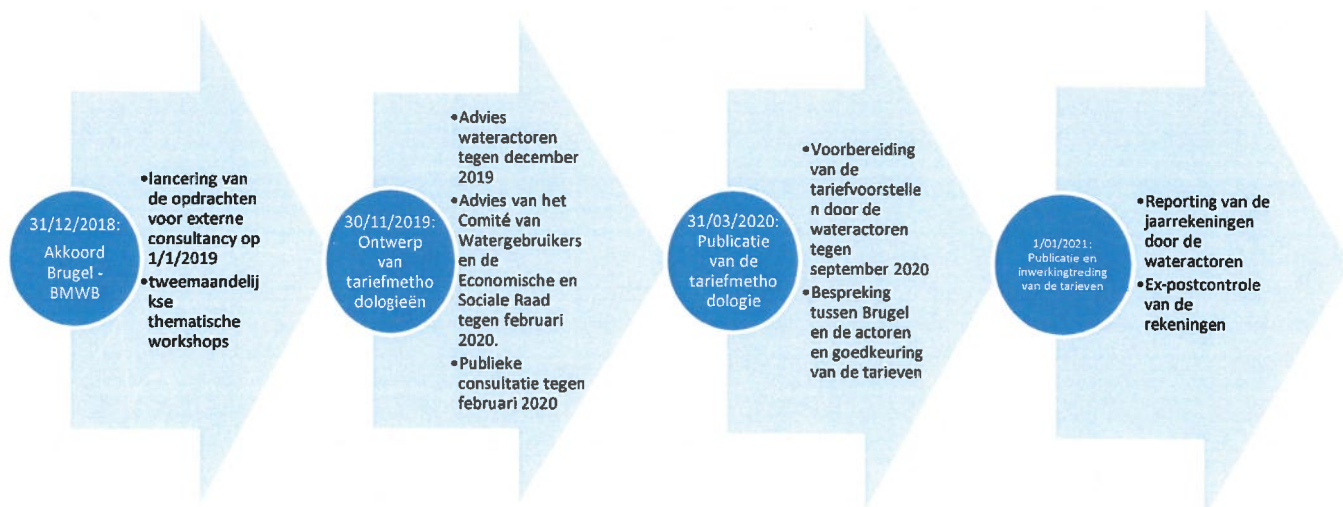 31/12/2018:
Akkoord
Brugel -
BMWB
•lancering van
de opdrachten
voor externe
consultancy op
1/1/2019
•tweemaandelij
kse
thematische
workshops
30/11/2019:
Ontwerp
van
tariefmetho
dologieën
•Advies
wateractoren
tegen december
2019
•Advies van het
Comité van
Watergebruikers
en de
Economische en
Sociale Raad
tegen februari
2020.
•Publieke
consultatie tegen
februari 2020
31/03/2020:
Publicatie
van de
tariefmetho
dologie
•Voorbereiding
van de
tariefvoorstelle
n door de
wateractoren
tegen
september 2020
•Bespreking
tussen Brugel
en de actoren
en goedkeuring
van de tarieven
1/01/2021:
Publicatie en
inwerkingtreding
van de tarieven
•Reporting van de
jaarrekeningen
door de
wateractoren
•Ex-postcontrole
van de
rekeningen